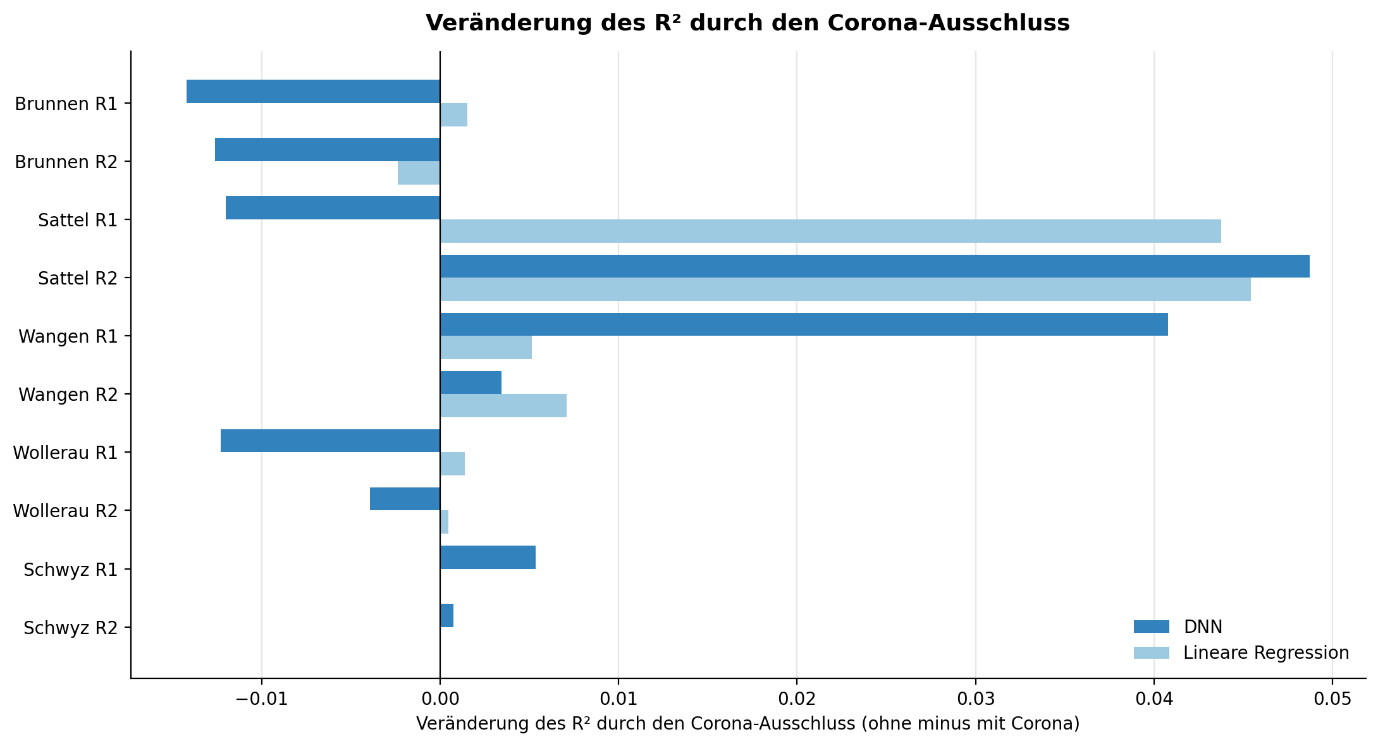 Veränderung des R² durch den Corona-Ausschluss
Brunnen R1
Brunnen R2
Sattel R1
Sattel R2
Wangen R1
Wangen R2
Wollerau R1
Wollerau R2
Schwyz R1
Schwyz R2
DNN
Lineare Regression
−0.01 0.00 0.01 0.02 0.03 0.04 0.05
Veränderung des R² durch den Corona-Ausschluss (ohne minus mit Corona)